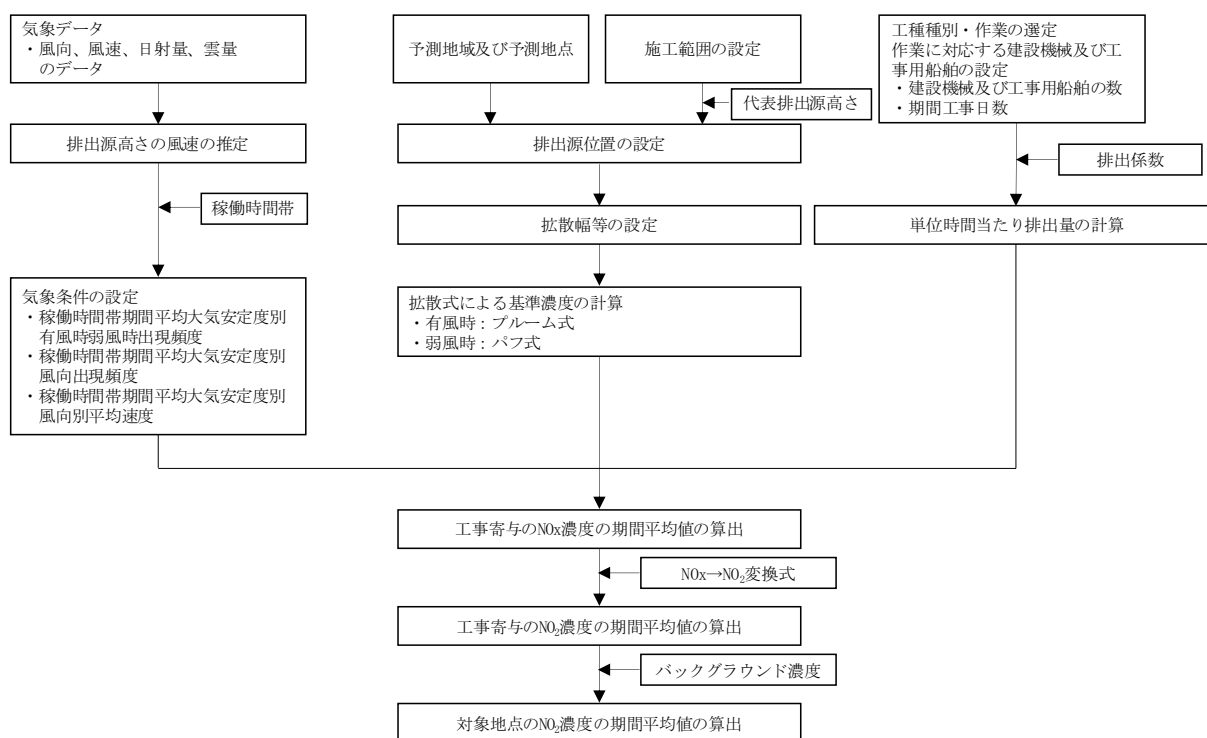 気象データ
・風向、風速、日射量、雲量
のデータ
予測地域及び予測地点
施工範囲の設定
工種種別・作業の選定
作業に対応する建設機械及び工
事用船舶の設定
・建設機械及び工事用船舶の数
・期間工事日数
代表排出源高さ
排出源高さの風速の推定
排出源位置の設定
排出係数
稼働時間帯
拡散幅等の設定
単位時間当たり排出量の計算
気象条件の設定
・稼働時間帯期間平均大気安定度別
有風時弱風時出現頻度
・稼働時間帯期間平均大気安定度別
風向出現頻度
・稼働時間帯期間平均大気安定度別
風向別平均速度
拡散式による基準濃度の計算
・有風時：プルーム式
・弱風時：パフ式
工事寄与のNOx濃度の期間平均値の算出
NOx→NO₂変換式
工事寄与のNO₂濃度の期間平均値の算出
バックグラウンド濃度
対象地点のNO₂濃度の期間平均値の算出